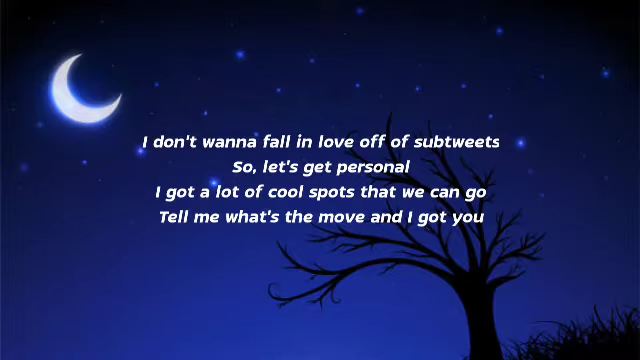 I don't wanna fall in love off of subtweets
So, let's get personal
I got a lot of cool spots that we can go
Tell me what's the move and I got you